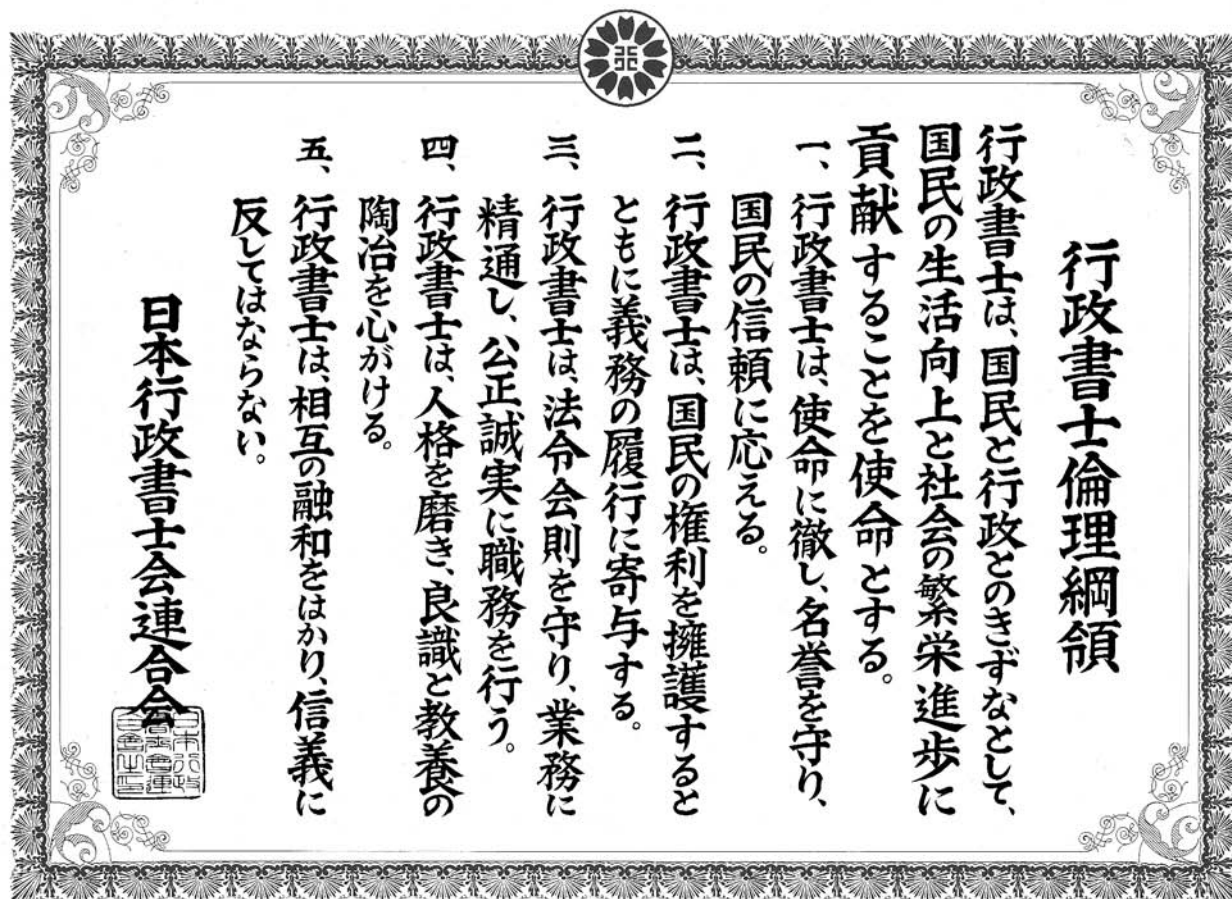 行政書士倫理綱領
行政書士は、国民と行政とのきずなとして、
国民の生活向上と社会の繁栄進歩に
貢献することを使命とする。
一、行政書士は、使命に徹し、名誉を守り、
国民の信頼に応える。
二、行政書士は、国民の権利を擁護すると
ともに義務の履行に寄与する。
三、行政書士は、法令会則を守り、業務に
精通し、公正誠実に職務を行う。
四、行政書士は、人格を磨き、良識と教養の
陶冶を心がける。
五、行政書士は、相互の融和をはかり、信義に
反してはならない。
日本行政書士会連合会